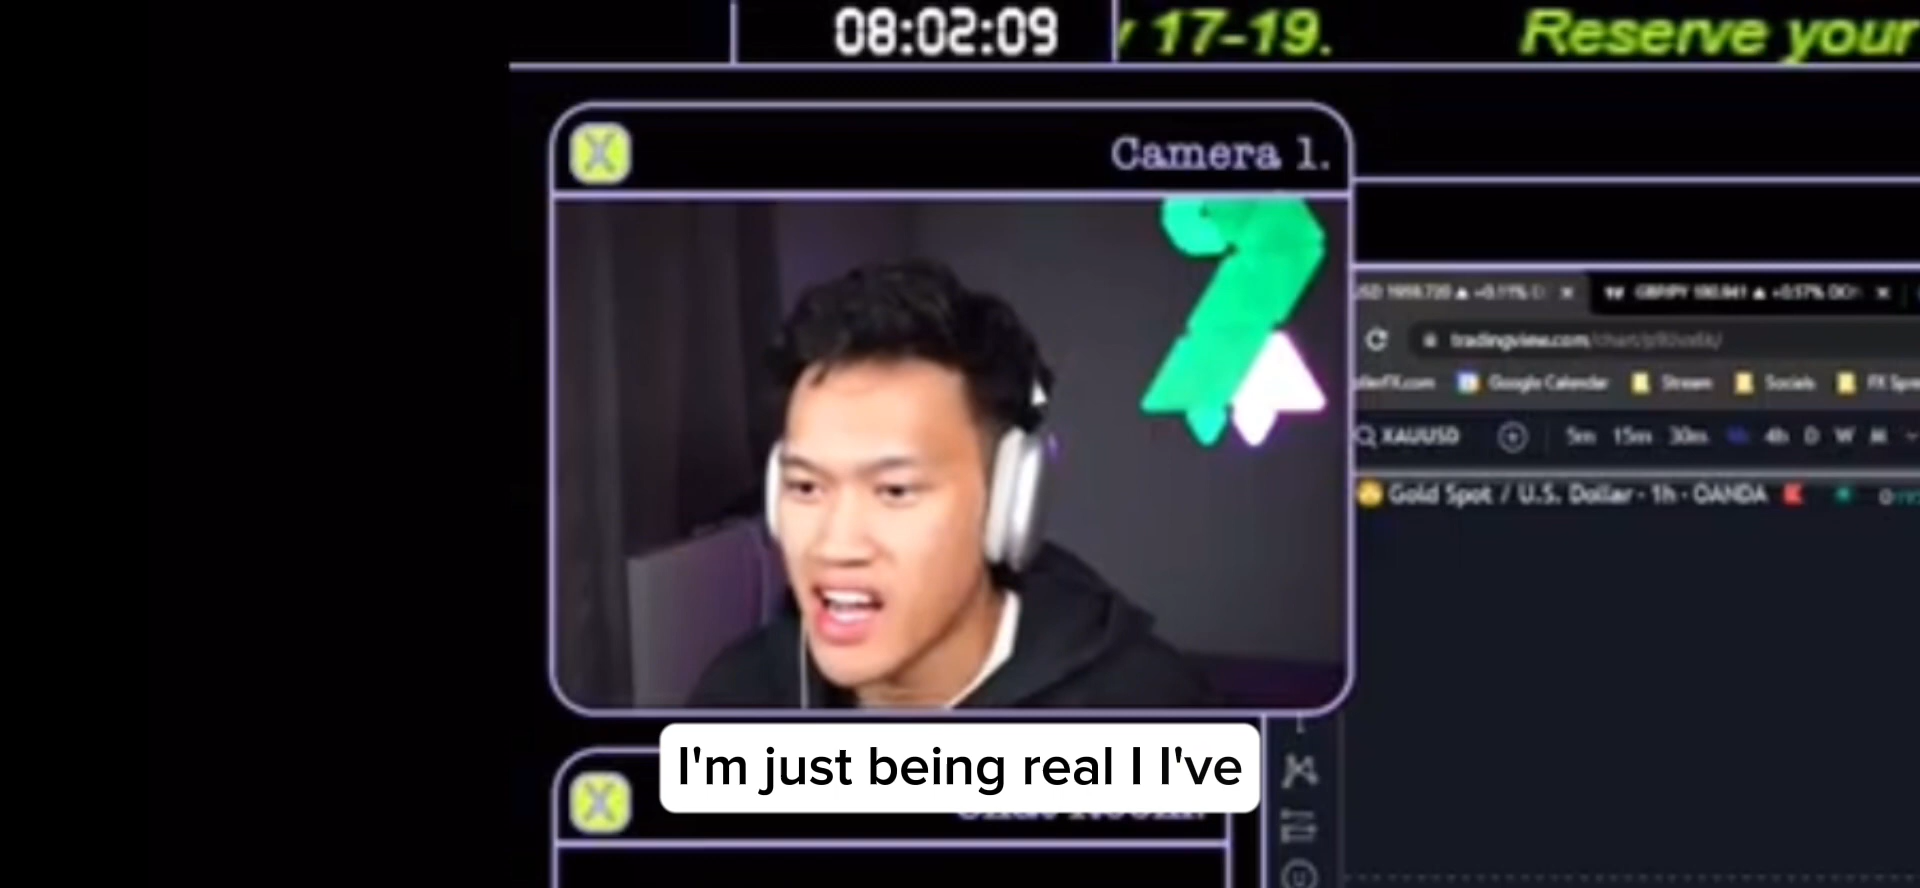 08:02:09
17-19.
Reserve your
X
Camera 1.
tradingview.com/chart/
Google Calendar
Stream
Socials
XAUUSD
5m 15m 30m 4h D W M
Gold Spot / U.S. Dollar · 1h · OANDA
I'm just being real I I've
X